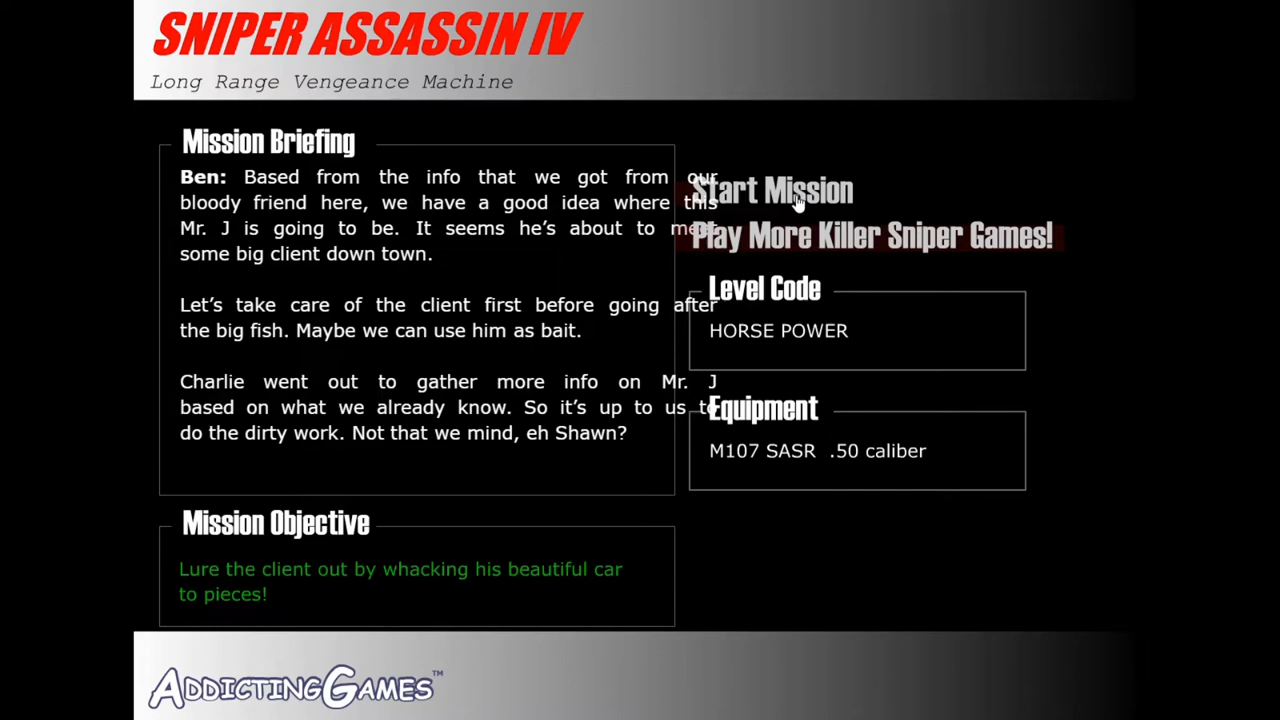 SNIPER ASSASSIN IV
Long Range Vengeance Machine
Mission Briefing
Ben: Based from the info that we got from our
bloody friend here, we have a good idea where this
Mr. J is going to be. It seems he's about to meet
some big client down town.
Let's take care of the client first before going after
the big fish. Maybe we can use him as bait.
Charlie went out to gather more info on Mr. J
based on what we already know. So it's up to us to
do the dirty work. Not that we mind, eh Shawn?
Mission Objective
Lure the client out by whacking his beautiful car
to pieces!
Start Mission
Play More Killer Sniper Games!
Level Code
HORSE POWER
Equipment
M107 SASR .50 caliber
ADDICTINGGAMES™